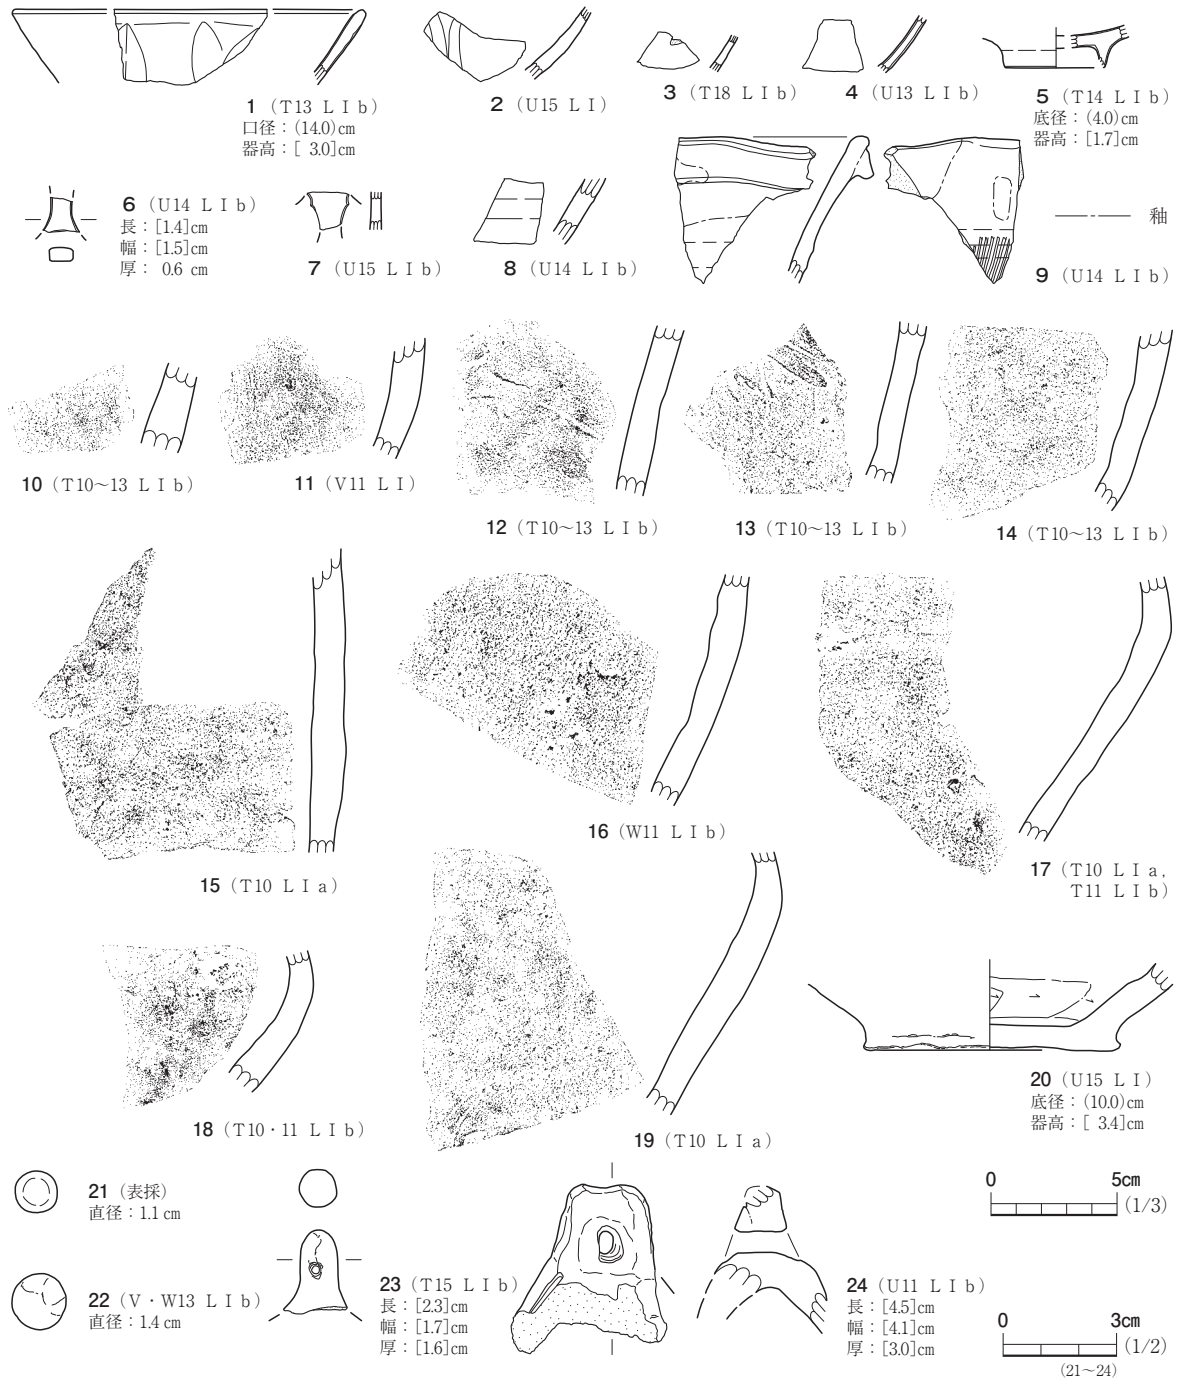 1（T13 L Ⅰ b）
口径：(14.0)cm
器高：[ 3.0]cm
2（U15 L Ⅰ）
3（T18 L Ⅰ b）
4（U13 L Ⅰ b）
5（T14 L Ⅰ b）
底径：(4.0)cm
器高：[1.7]cm
6（U14 L Ⅰ b）
長：[1.4]cm
幅：[1.5]cm
厚： 0.6 cm
7（U15 L Ⅰ b）
8（U14 L Ⅰ b）
釉
9（U14 L Ⅰ b）
10（T10～13 L Ⅰ b）
11（V11 L Ⅰ）
12（T10～13 L Ⅰ b）
13（T10～13 L Ⅰ b）
14（T10～13 L Ⅰ b）
15（T10 L Ⅰ a）
16（W11 L Ⅰ b）
17（T10 L Ⅰ a,
T11 L Ⅰ b）
18（T10・11 L Ⅰ b）
19（T10 L Ⅰ a）
20（U15 L Ⅰ）
底径：(10.0)cm
器高：[ 3.4]cm
21（表採）
直径：1.1 cm
22（V・W13 L Ⅰ b）
直径：1.4 cm
23（T15 L Ⅰ b）
長：[2.3]cm
幅：[1.7]cm
厚：[1.6]cm
24（U11 L Ⅰ b）
長：[4.5]cm
幅：[4.1]cm
厚：[3.0]cm
0 5cm
(1/3)
0 3cm
(1/2)
(21～24)